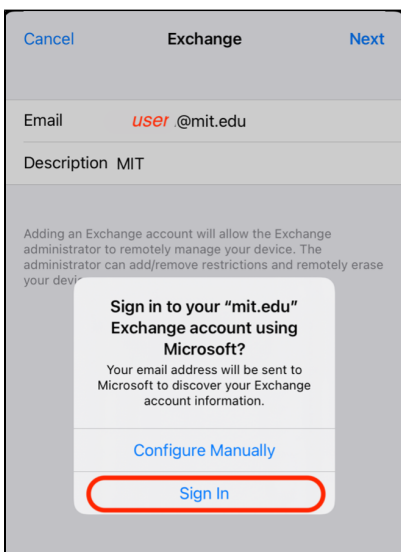 Cancel Exchange Next
Email user .@mit.edu
Description MIT
Adding an Exchange account will allow the Exchange
administrator to remotely manage your device. The
administrator can add/remove restrictions and remotely erase
your devi
Sign in to your “mit.edu”
Exchange account using
Microsoft?
Your email address will be sent to
Microsoft to discover your Exchange
account information.
Configure Manually
Sign In